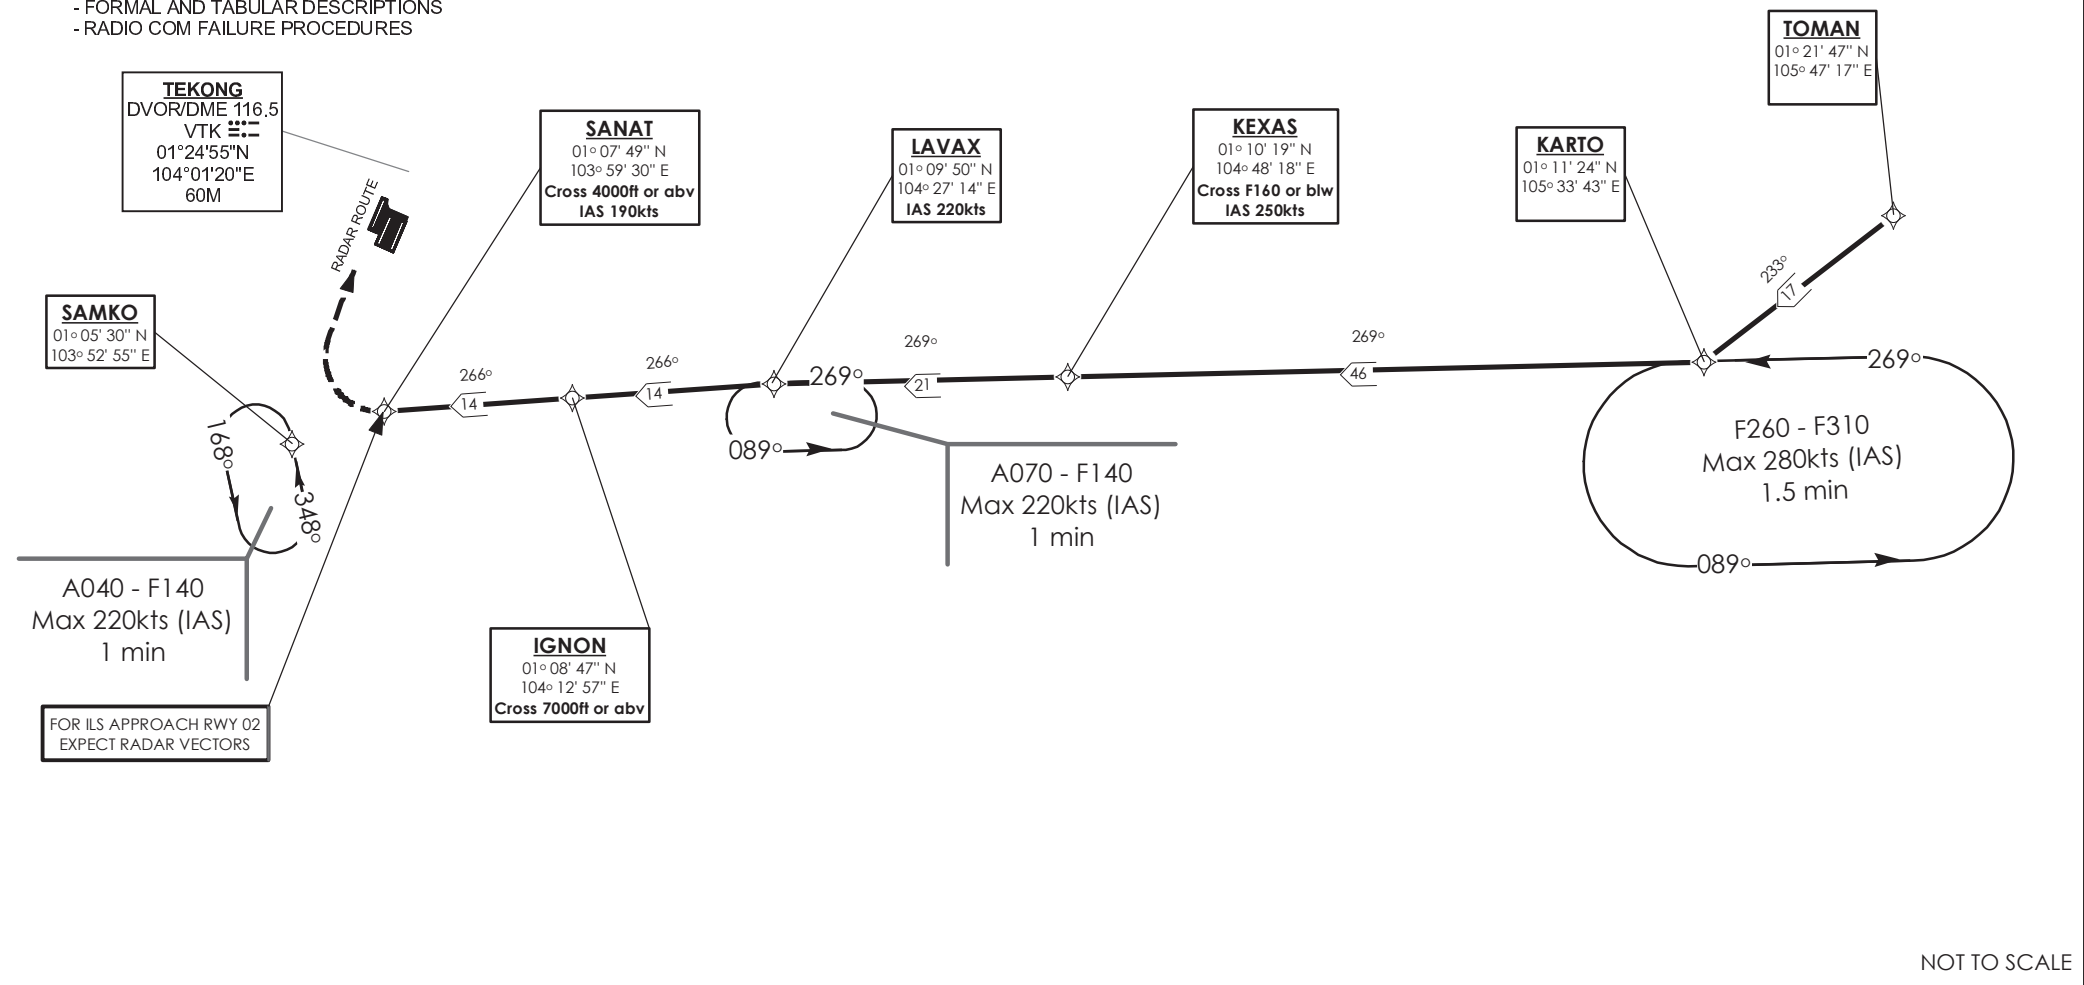 - FORMAL AND TABULAR DESCRIPTIONS
- RADIO COM FAILURE PROCEDURES
TOMAN
01° 21' 47" N
105° 47' 17" E
TEKONG
DVOR/DME 116.5
VTK
01°24'55"N
104°01'20"E
60M
SANAT
01° 07' 49" N
103° 59' 30" E
Cross 4000ft or abv
IAS 190kts
LAVAX
01° 09' 50" N
104° 27' 14" E
IAS 220kts
KEXAS
01° 10' 19" N
104° 48' 18" E
Cross F160 or blw
IAS 250kts
KARTO
01° 11' 24" N
105° 33' 43" E
RADAR ROUTE
SAMKO
01° 05' 30" N
103° 52' 55" E
233°
17
266°
14
266°
14
269°
269°
21
269°
46
269°
089°
168°
348°
A070 - F140
Max 220kts (IAS)
1 min
F260 - F310
Max 280kts (IAS)
1.5 min
089°
A040 - F140
Max 220kts (IAS)
1 min
IGNON
01° 08' 47" N
104° 12' 57" E
Cross 7000ft or abv
FOR ILS APPROACH RWY 02
EXPECT RADAR VECTORS
NOT TO SCALE